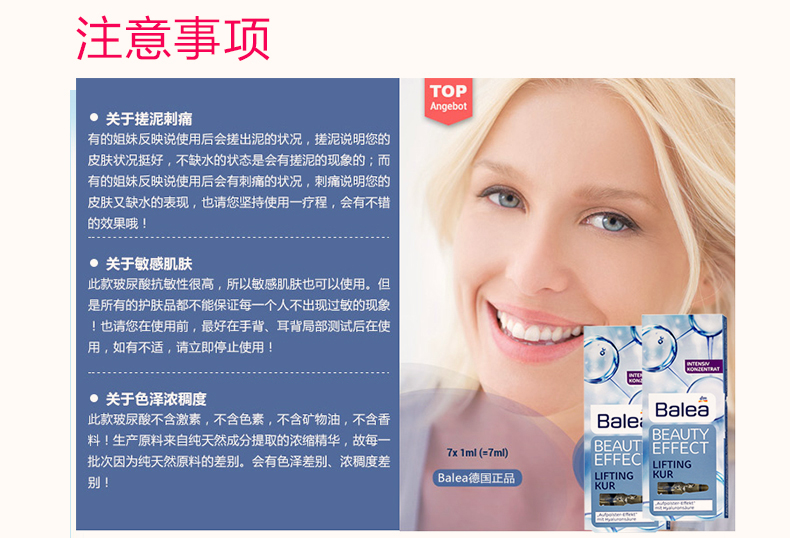 注意事项
● 关于搓泥刺痛
有的姐妹反映说使用后会搓出泥的状况，搓泥说明您的
皮肤状况挺好，不缺水的状态是会有搓泥的现象的；而
有的姐妹反映说使用后会有刺痛的状况，刺痛说明您的
皮肤又缺水的表现，也请您坚持使用一疗程，会有不错
的效果哦！
● 关于敏感肌肤
此款玻尿酸抗敏性很高，所以敏感肌肤也可以使用。但
是所有的护肤品都不能保证每一个人不出现过敏的现象
！也请您在使用前，最好在手背、耳背局部测试后在使
用，如有不适，请立即停止使用！
● 关于色泽浓稠度
此款玻尿酸不含激素，不含色素，不含矿物油，不含香
料！生产原料来自纯天然成分提取的浓缩精华，故每一
批次因为纯天然原料的差别。会有色泽差别、浓稠度差
别！
TOP
Angebot
7x 1ml (=7ml)
Balea德国正品
INTENSIV
KONZENTRAT
Balea
BEAUTY
EFFECT
LIFTING
KUR
„Aufpolster-Effekt"
mit Hyaluronsäure
Balea
BEAUTY
EFFEC
LIFTING
KUR
„Aufpolster-Effekt"
mit Hyaluronsäure